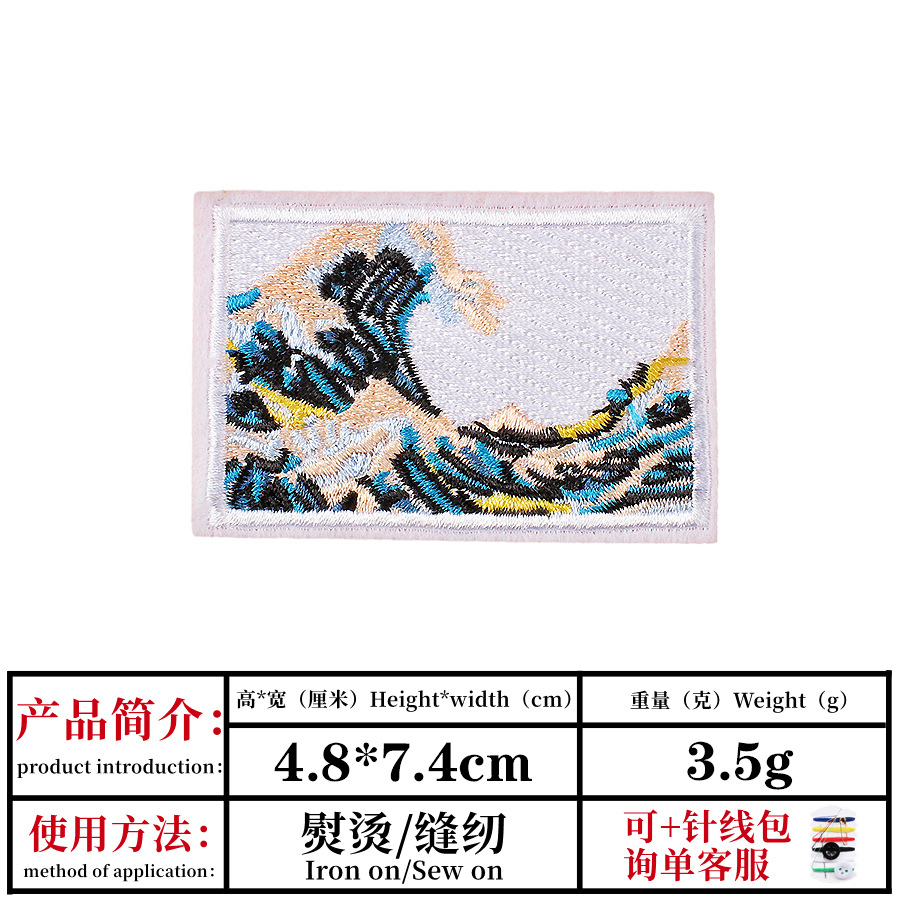 产品简介：
product introduction：
高*宽（厘米）Height*width（cm）
重量（克）Weight（g）
4.8*7.4cm
3.5g
使用方法：
method of application：
熨烫/缝纫
Iron on/Sew on
可+针线包
询单客服